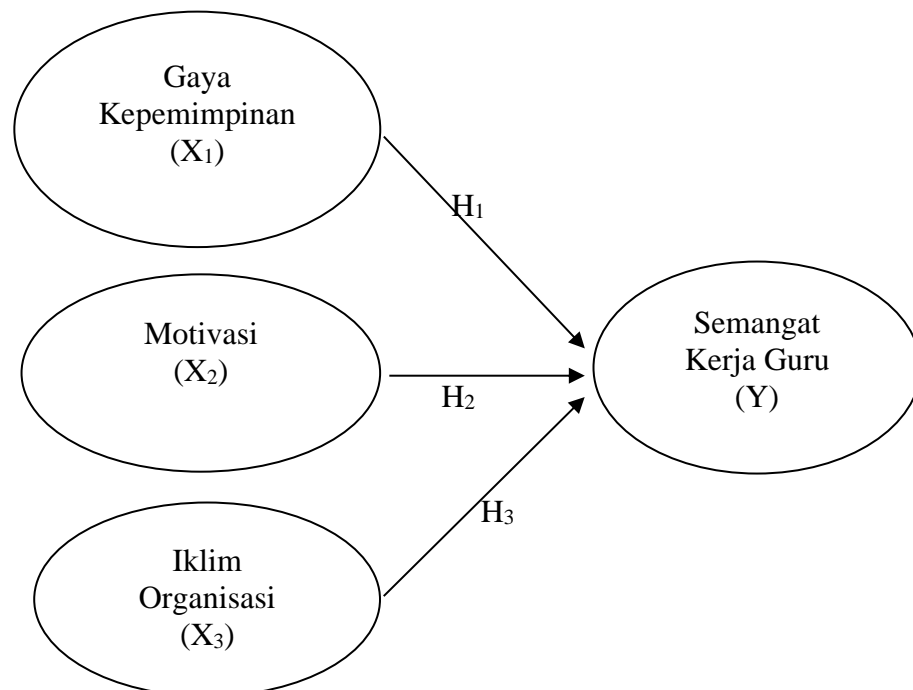 Gaya
Kepemimpinan
(X₁)
H₁
Motivasi
(X₂)
H₂
Semangat
Kerja Guru
(Y)
H₃
Iklim
Organisasi
(X₃)